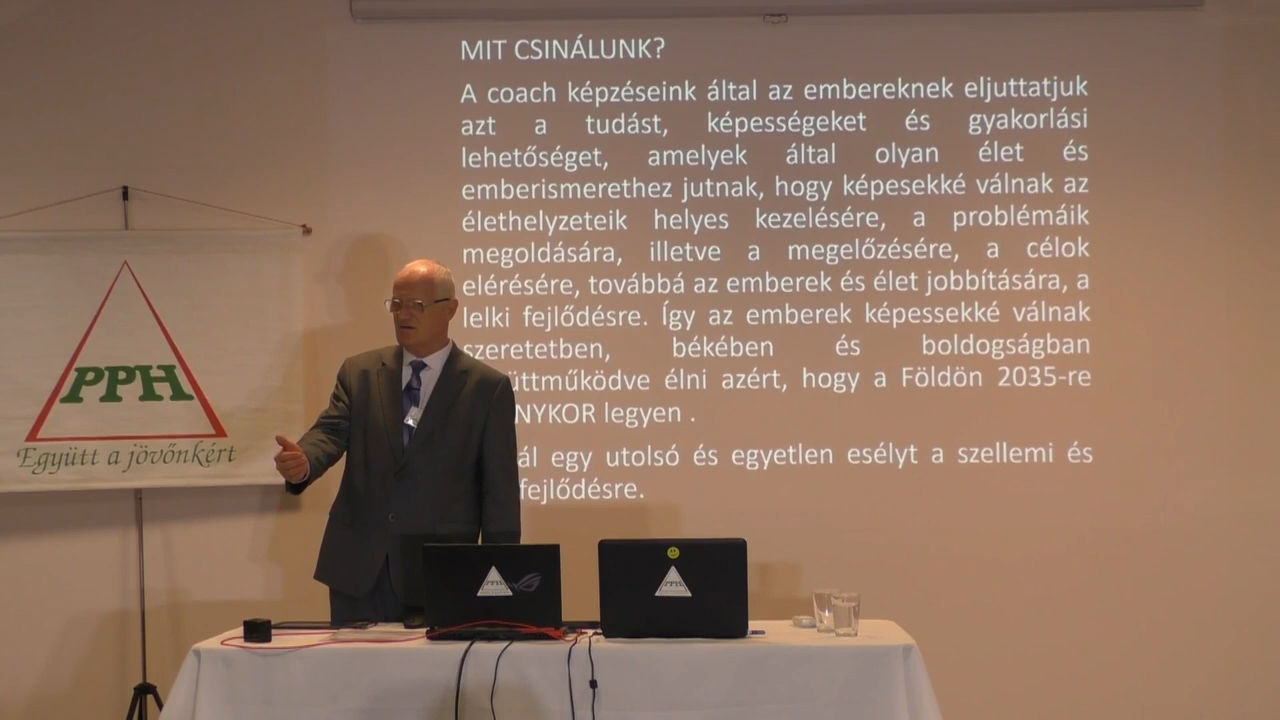 MIT CSINÁLUNK?
A coach képzéseink által az embereknek eljuttatjuk
azt a tudást, képességeket és gyakorlási
lehetőséget, amelyek által olyan élet és
emberismerethez jutnak, hogy képesekké válnak az
élethelyzeteik helyes kezelésére, a problémáik
megoldására, illetve a megelőzésére, a célok
elérésére, továbbá az emberek és élet jobbítására, a
lelki fejlődésre. Így az emberek képessekké válnak
szeretetben, békében és boldogságban
üttműködve élni azért, hogy a Földön 2035-re
NYKOR legyen .
ál egy utolsó és egyetlen esélyt a szellemi és
fejlődésre.
PPH
Együtt a jövőnkért
PPH
PPH